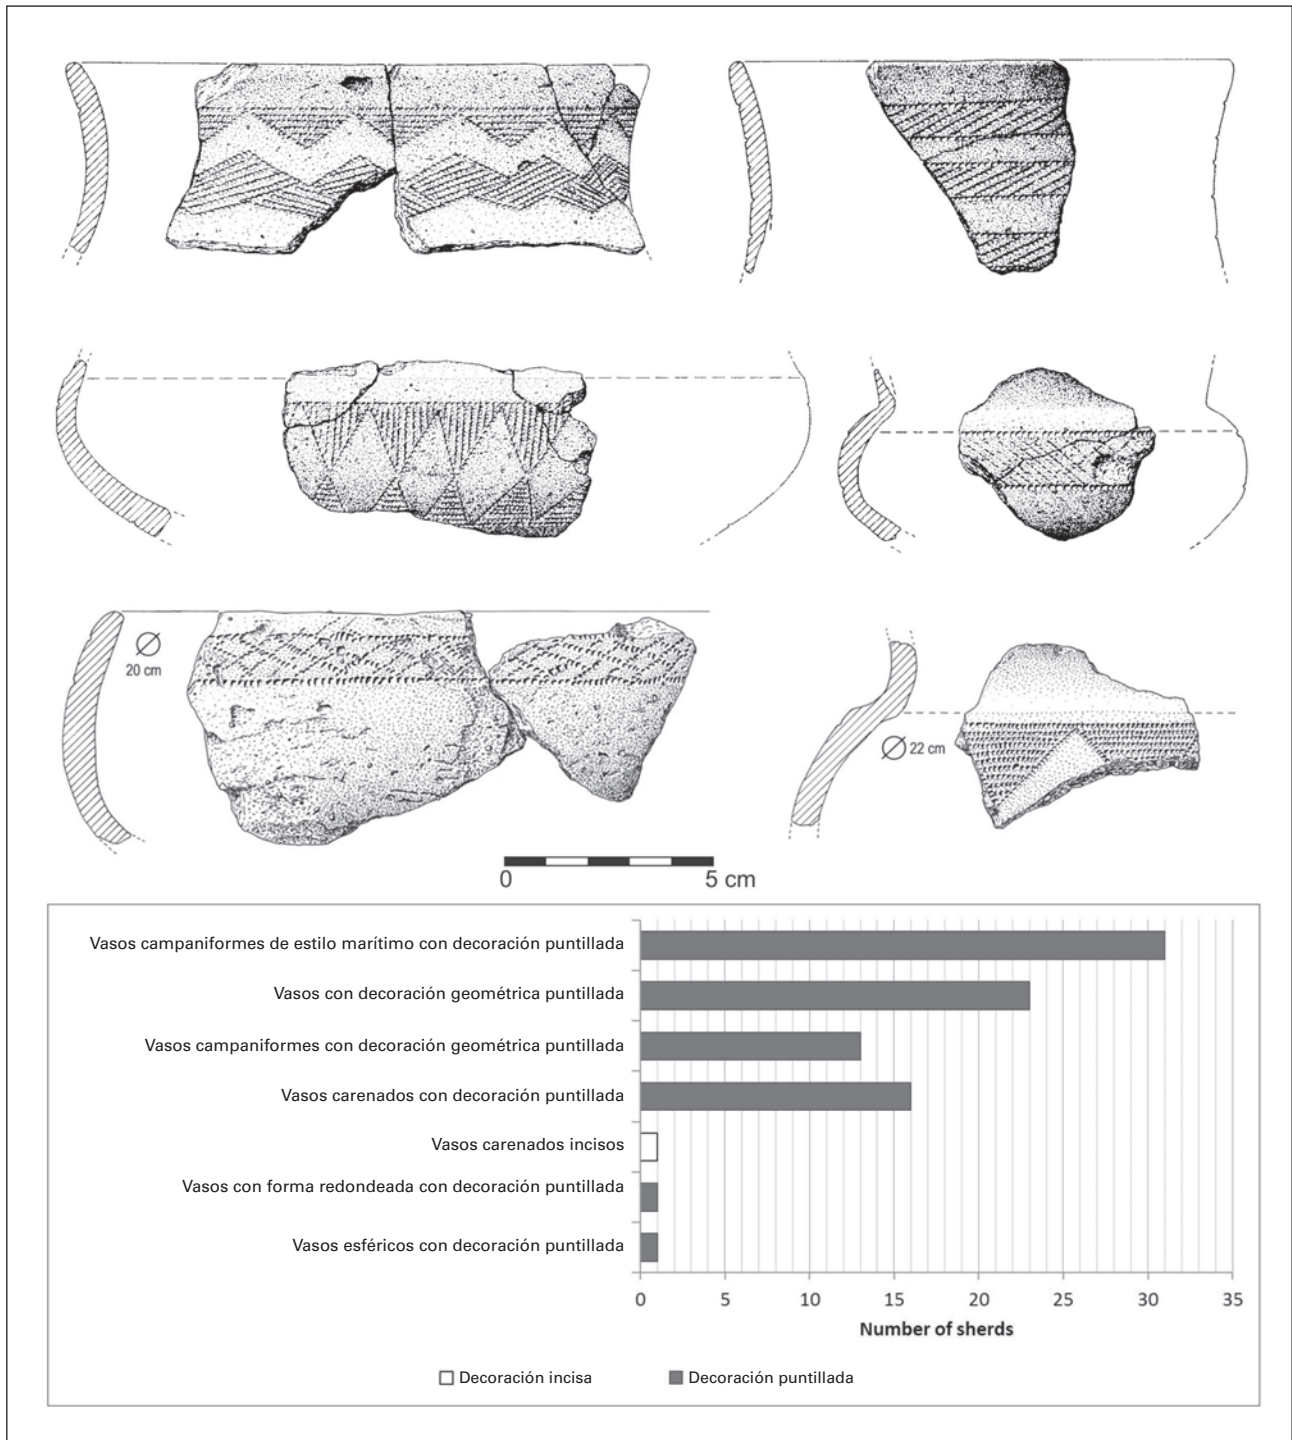 Ø
20 cm
Ø 22 cm
0 5 cm
Vasos campaniformes de estilo marítimo con decoración puntillada
Vasos con decoración geométrica puntillada
Vasos campaniformes con decoración geométrica puntillada
Vasos carenados con decoración puntillada
Vasos carenados incisos
Vasos con forma redondeada con decoración puntillada
Vasos esféricos con decoración puntillada
0 5 10 15 20 25 30 35
Number of sherds
Decoración incisa Decoración puntillada